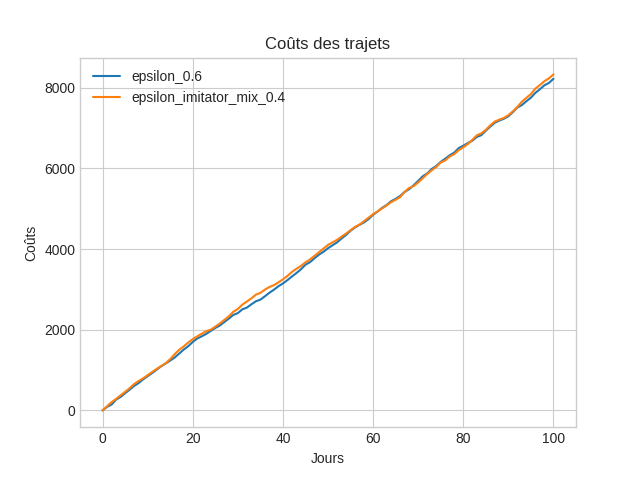 Coûts des trajets
epsilon_0.6
epsilon_imitator_mix_0.4
8000
6000
4000
2000
0
Coûts
0 20 40 60 80 100
Jours